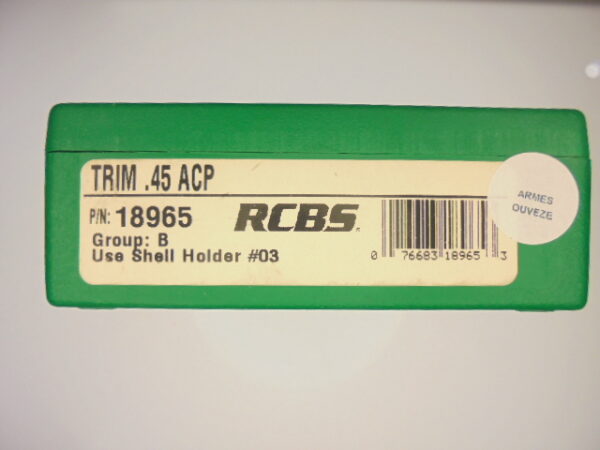 TRIM .45 ACP
P/N: 18965
RCBS.
Group: B
Use Shell Holder #03
0 76683 18965 3
ARMES
OUVEZE